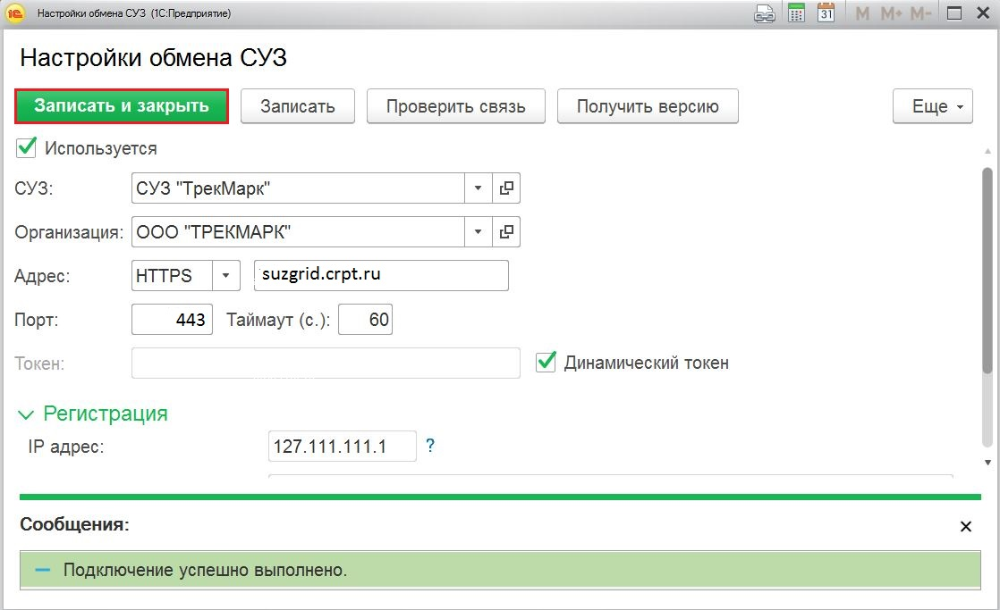 Настройки обмена СУЗ (1С:Предприятие)
31 M M+ M-
Настройки обмена СУЗ
Записать и закрыть Записать Проверить связь Получить версию Еще
Используется
СУЗ: СУЗ "ТрекМарк"
Организация: ООО "ТРЕКМАРК"
Адрес: HTTPS suzgrid.crpt.ru
Порт: 443 Таймаут (с.): 60
Токен: Динамический токен
Регистрация
IP адрес: 127.111.111.1 ?
Сообщения:
Подключение успешно выполнено.